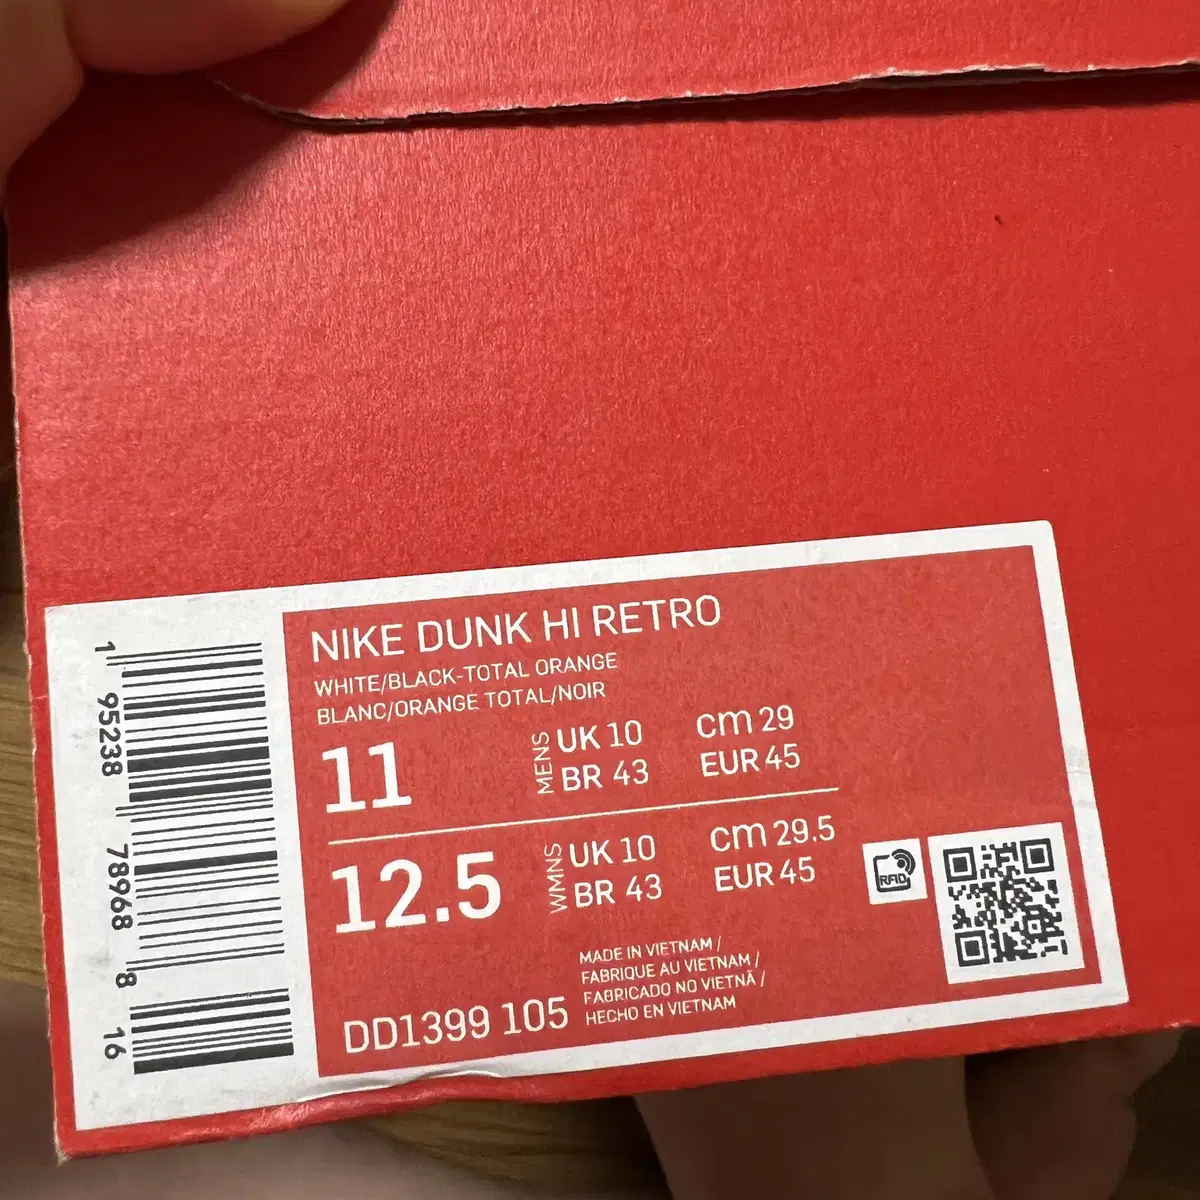 NIKE DUNK HI RETRO
WHITE/BLACK-TOTAL ORANGE
BLANC/ORANGE TOTAL/NOIR
11 MENS UK 10 cm 29
BR 43 EUR 45
12.5 WMNS UK 10 cm 29.5
BR 43 EUR 45
MADE IN VIETNAM /
FABRIQUE AU VIETNAM /
FABRICADO NO VIETNÃ /
HECHO EN VIETNAM
DD1399 105
RFID
1 95238 78968 8 16